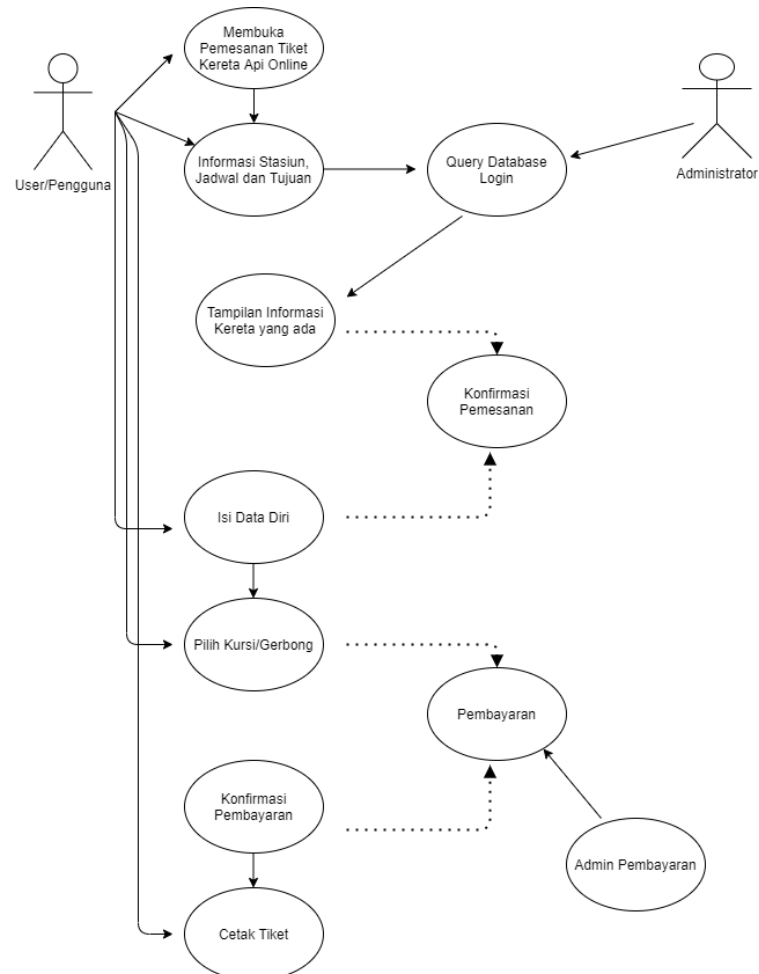 Membuka
Pemesanan Tiket
Kereta Api Online
User/Pengguna
Informasi Stasiun,
Jadwal dan Tujuan
Query Database
Login
Administrator
Tampilan Informasi
Kereta yang ada
Konfirmasi
Pemesanan
Isi Data Diri
Pilih Kursi/Gerbong
Pembayaran
Konfirmasi
Pembayaran
Admin Pembayaran
Cetak Tiket